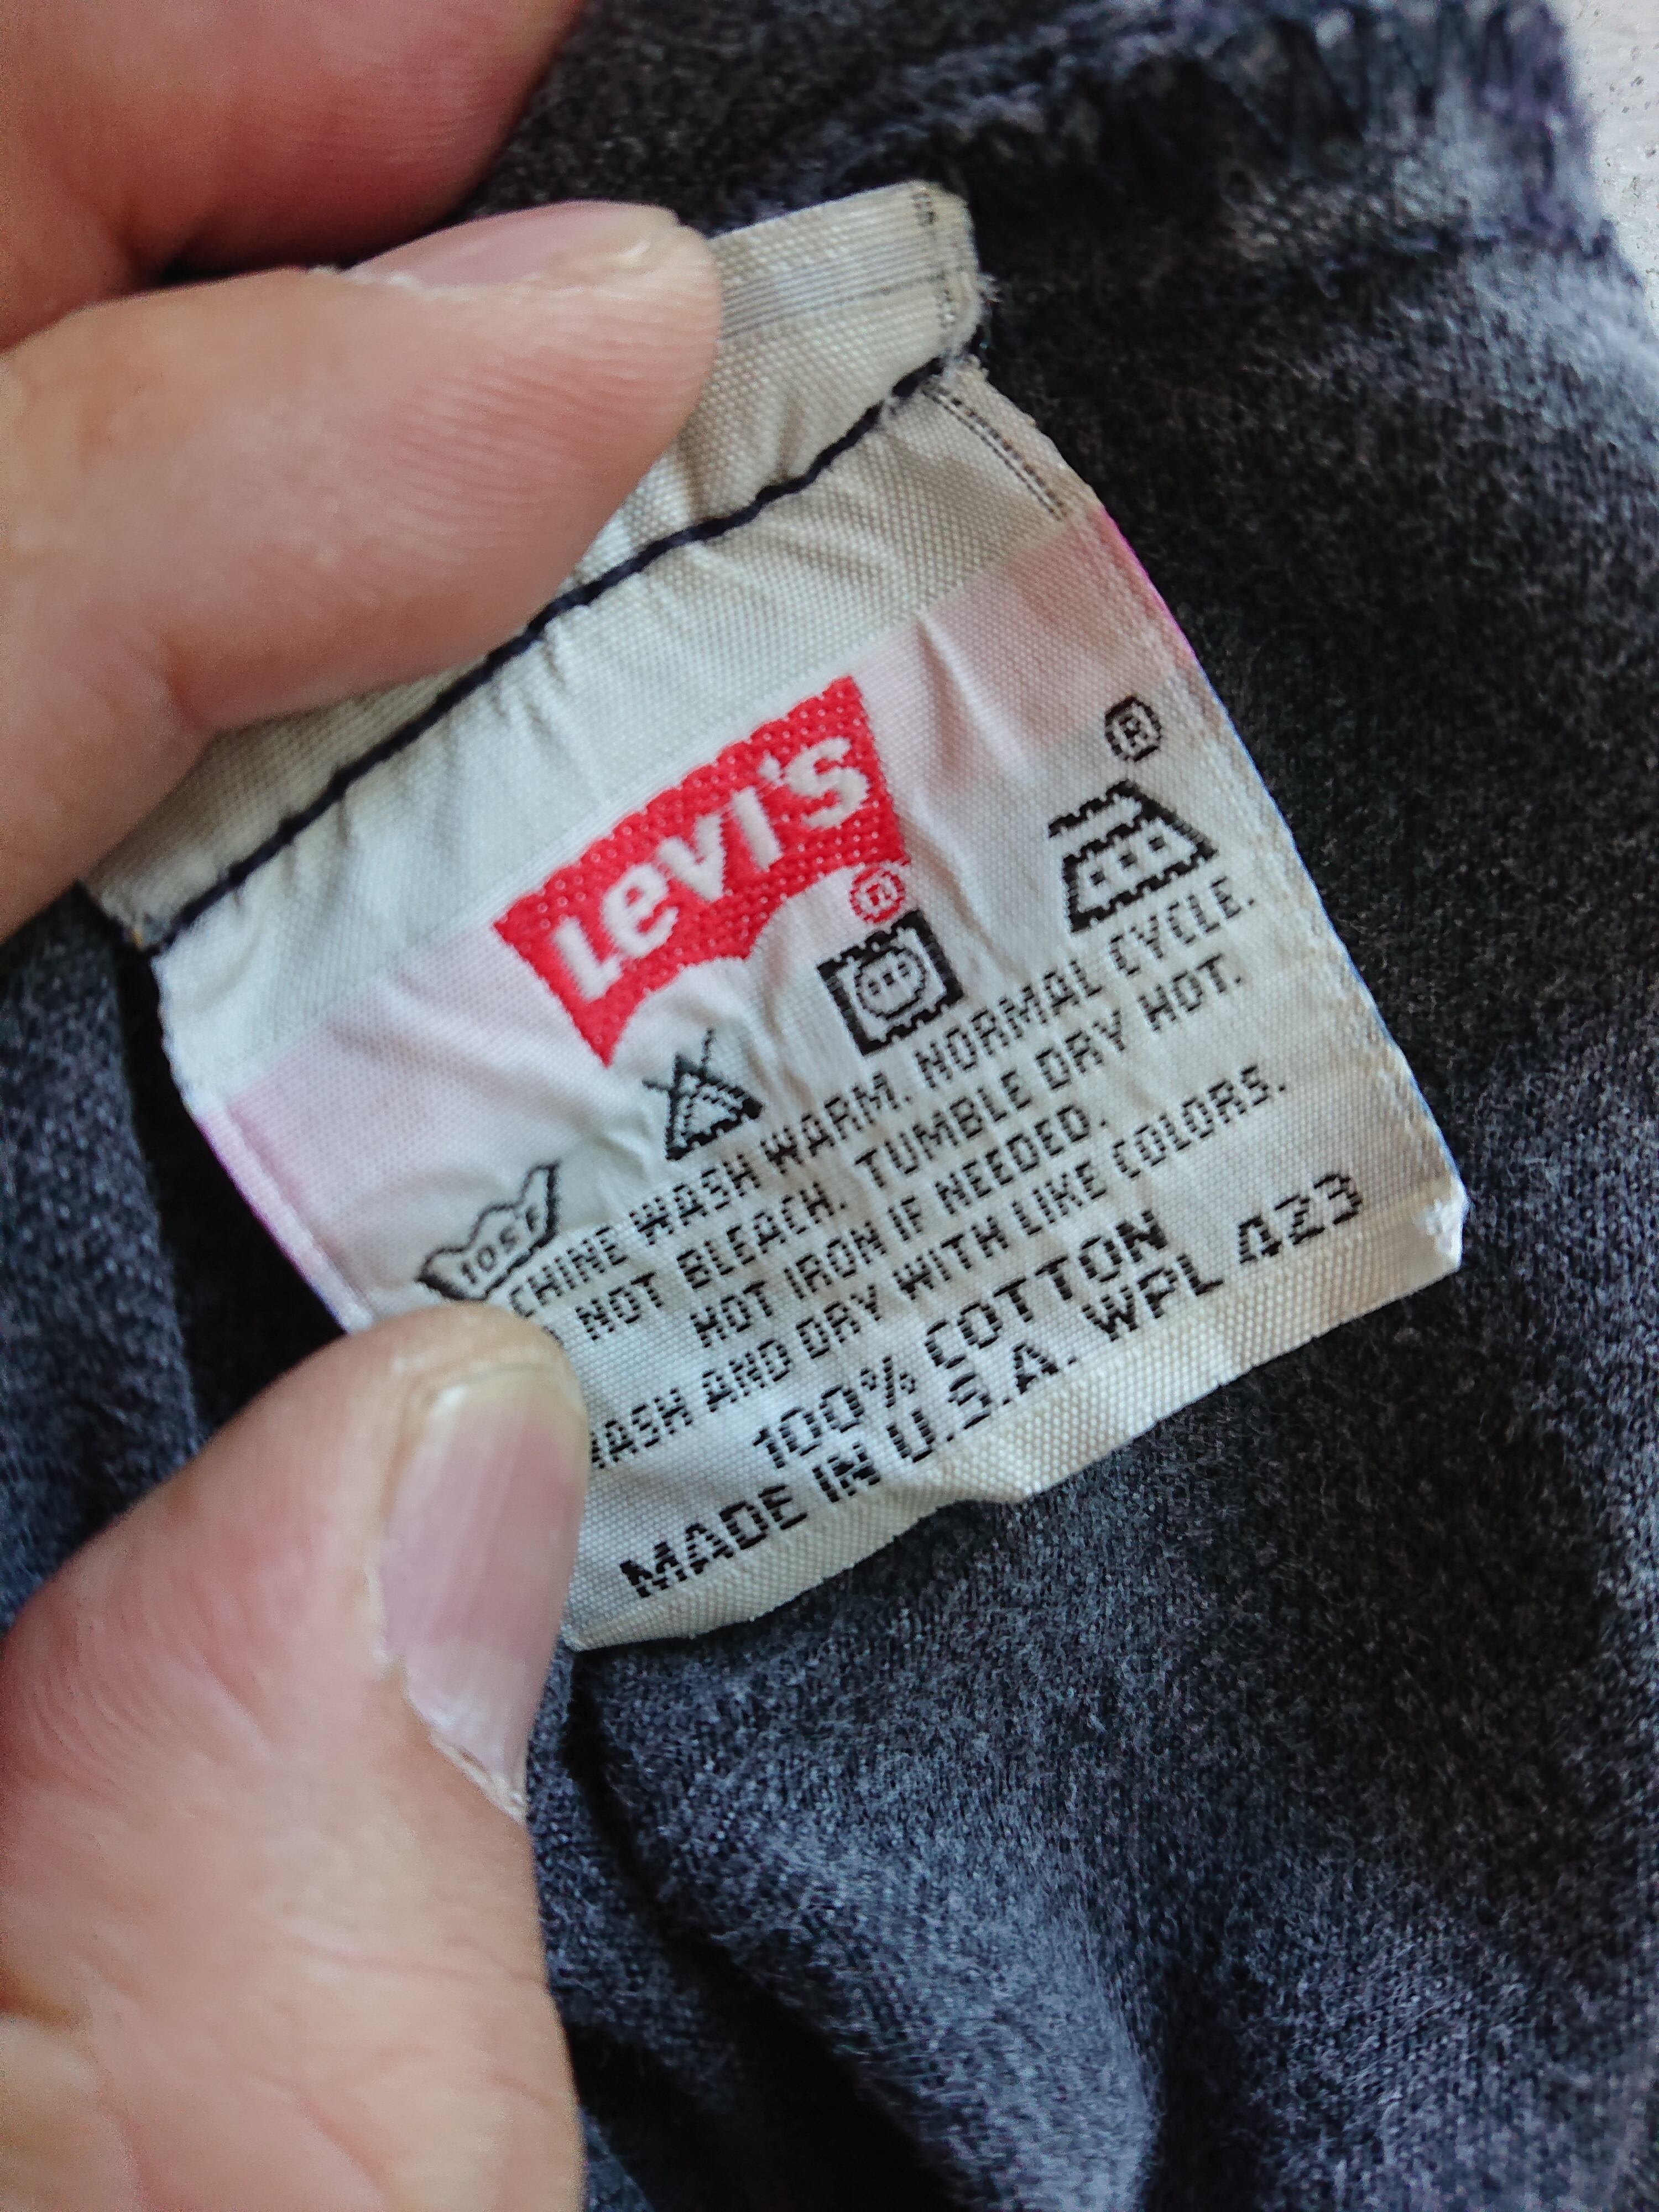 Levi's®
®
105F
CHINE WASH WARM. NORMAL CYCLE.
NOT BLEACH. TUMBLE DRY HOT.
HOT IRON IF NEEDED.
WASH AND DRY WITH LIKE COLORS.
100% COTTON
MADE IN U.S.A. WPL 423